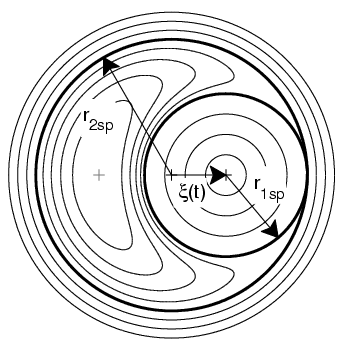 r2sp
ξ(t)
r1sp